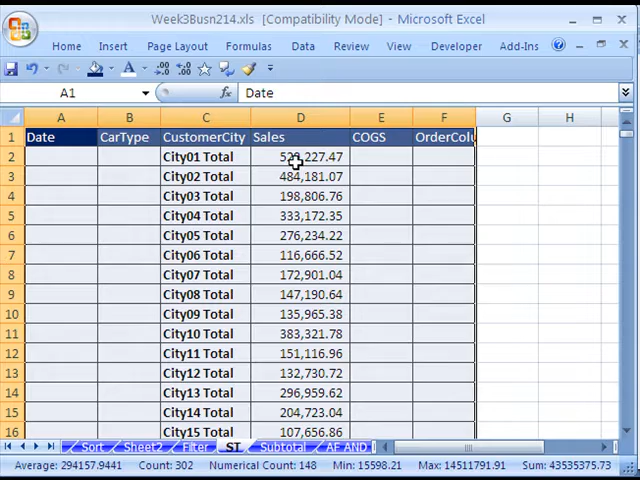 Week3Busn214.xls [Compatibility Mode] - Microsoft Excel
Home Insert Page Layout Formulas Data Review View Developer Add-Ins
A1 fx Date
A B C D E F G H
1 Date CarType CustomerCity Sales COGS OrderColu
2 City01 Total 227.47
3 City02 Total 484,181.07
4 City03 Total 198,806.76
5 City04 Total 333,172.35
6 City05 Total 276,234.22
7 City06 Total 116,666.52
8 City07 Total 172,901.04
9 City08 Total 147,190.64
10 City09 Total 135,965.38
11 City10 Total 383,321.78
12 City11 Total 151,116.96
13 City12 Total 132,730.72
14 City13 Total 296,959.62
15 City14 Total 204,723.04
16 City15 Total 107,656.86
Sort Sheet2 Filter ST Subtotal AF AND
Average: 294157.9441 Count: 302 Numerical Count: 148 Min: 15598.21 Max: 14511791.91 Sum: 43535375.73